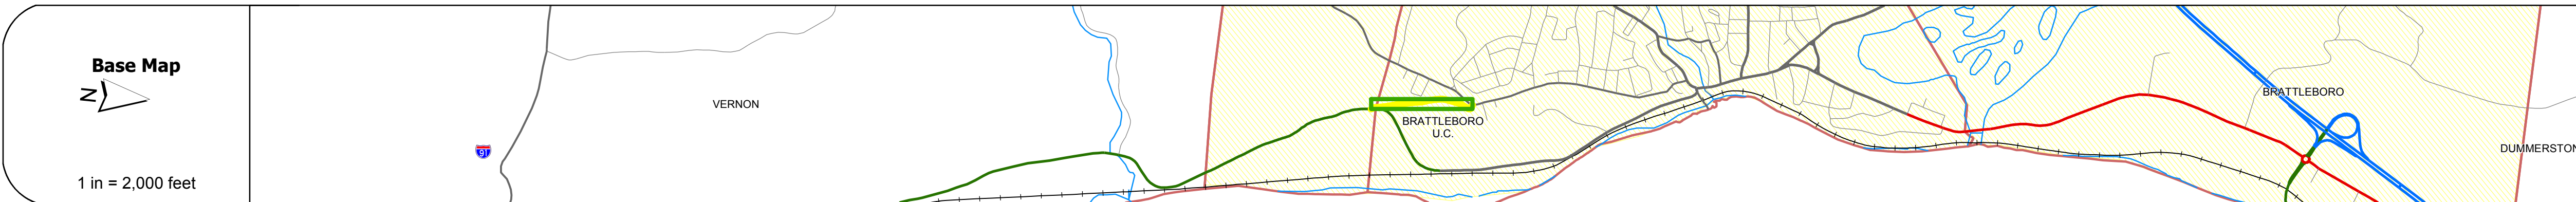 Base Map
N
1 in = 2,000 feet
91
VERNON
BRATTLEBORO
U.C.
BRATTLEBORO
DUMMERSTON